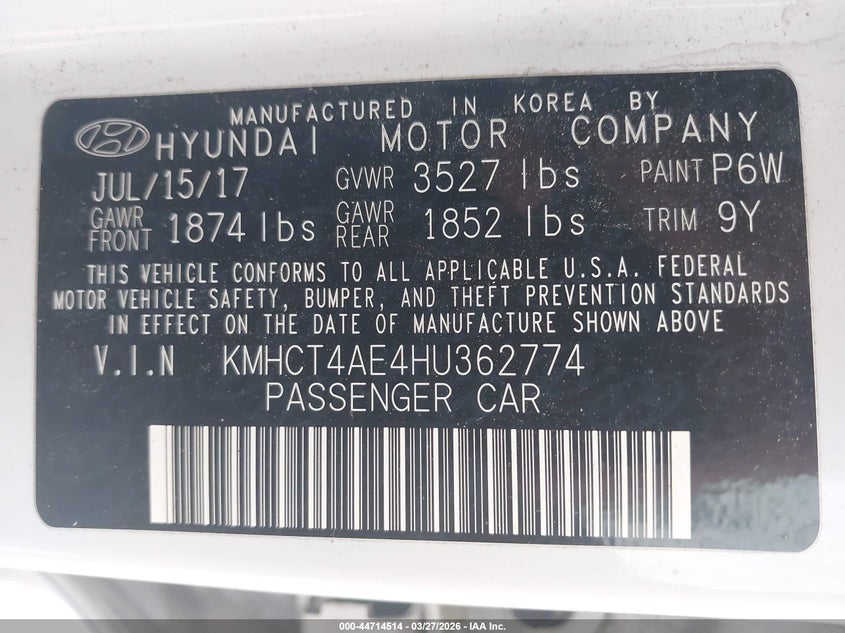 MANUFACTURED IN KOREA BY
HYUNDAI MOTOR COMPANY
JUL/15/17 GVWR 3527 lbs PAINT P6W
GAWR FRONT 1874 lbs GAWR REAR 1852 lbs TRIM 9Y
THIS VEHICLE CONFORMS TO ALL APPLICABLE U.S.A. FEDERAL
MOTOR VEHICLE SAFETY, BUMPER, AND THEFT PREVENTION STANDARDS
IN EFFECT ON THE DATE OF MANUFACTURE SHOWN ABOVE
V.I.N KMHCT4AE4HU362774
PASSENGER CAR
000-44714514 | 03/27/2026 | IAA Inc.